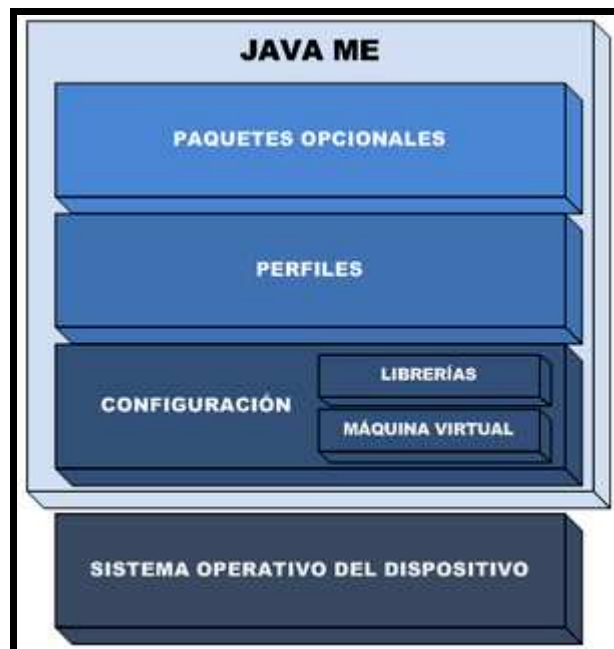 JAVA ME
PAQUETES OPCIONALES
PERFILES
CONFIGURACIÓN
LIBRERÍAS
MÁQUINA VIRTUAL
SISTEMA OPERATIVO DEL DISPOSITIVO